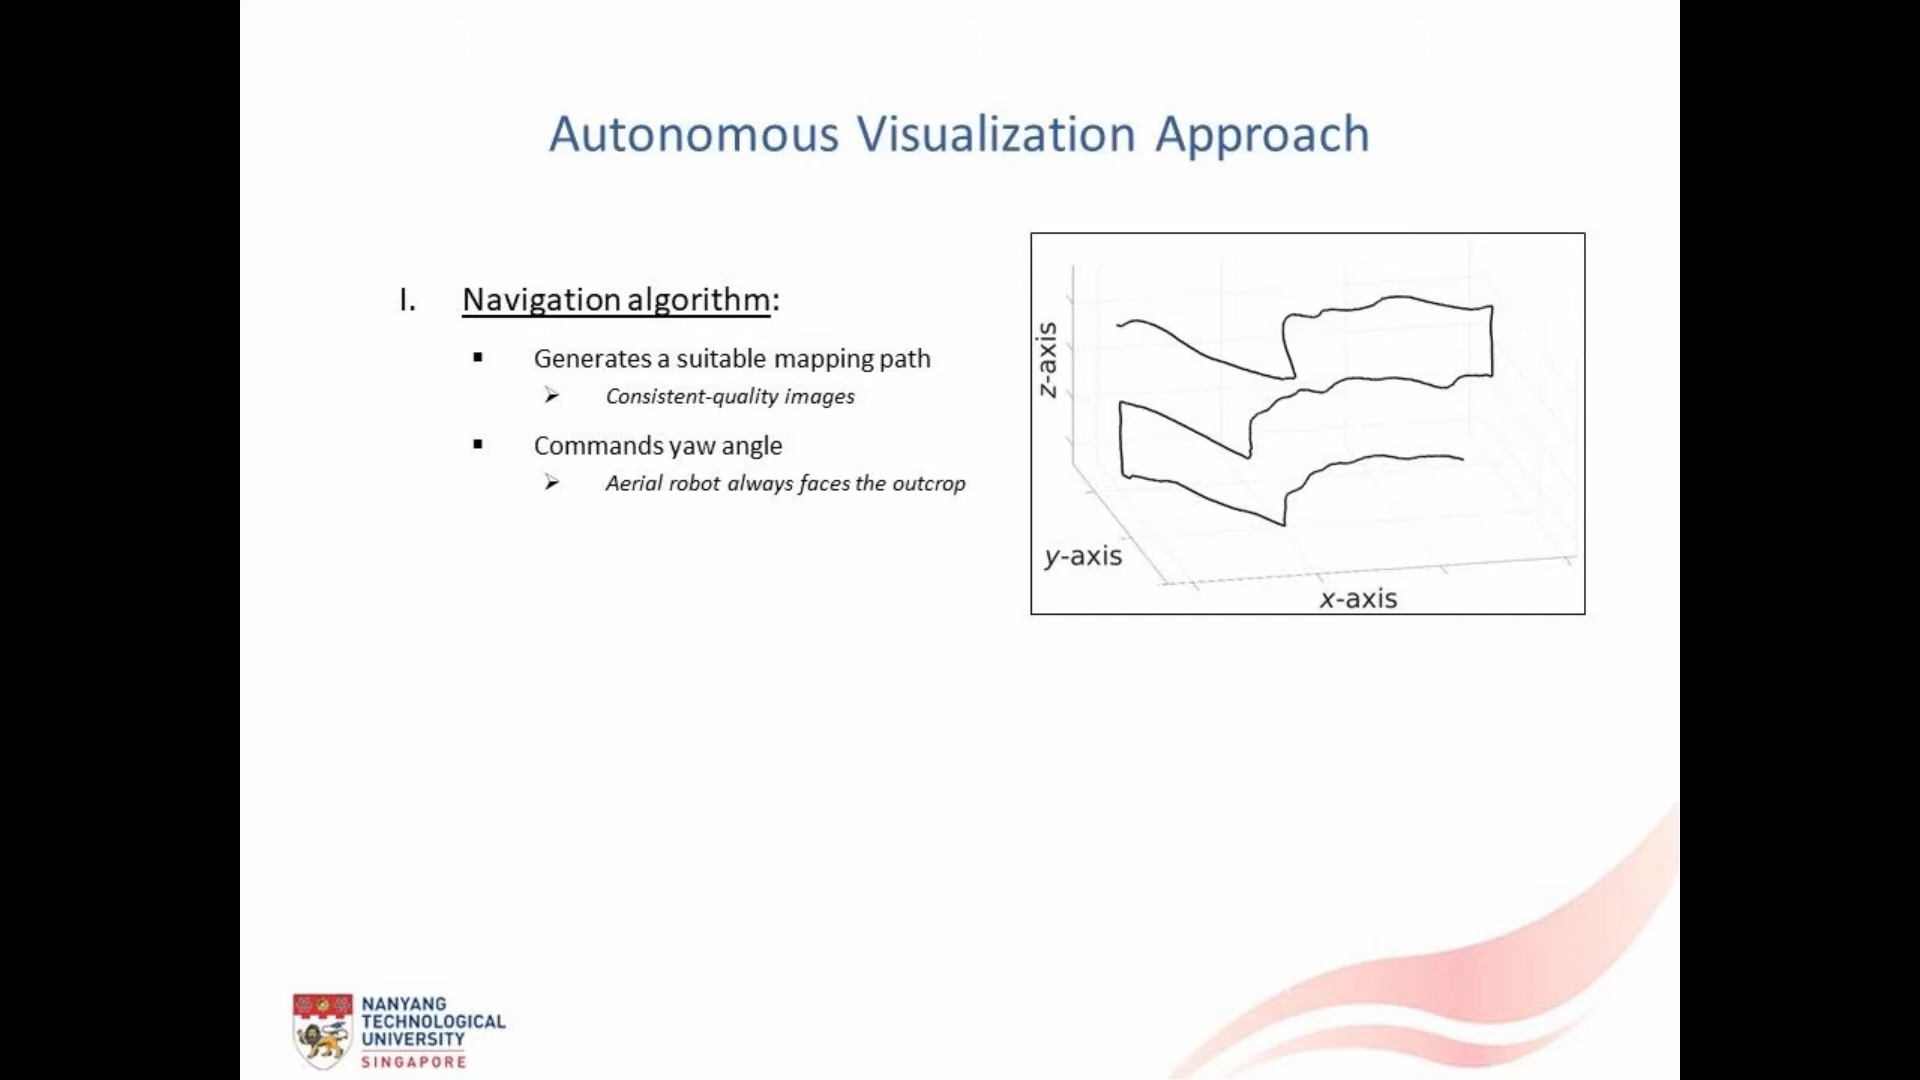 Autonomous Visualization Approach
I. Navigation algorithm:
▪ Generates a suitable mapping path
➢ Consistent-quality images
▪ Commands yaw angle
➢ Aerial robot always faces the outcrop
z-axis
y-axis
x-axis
NANYANG
TECHNOLOGICAL
UNIVERSITY
SINGAPORE